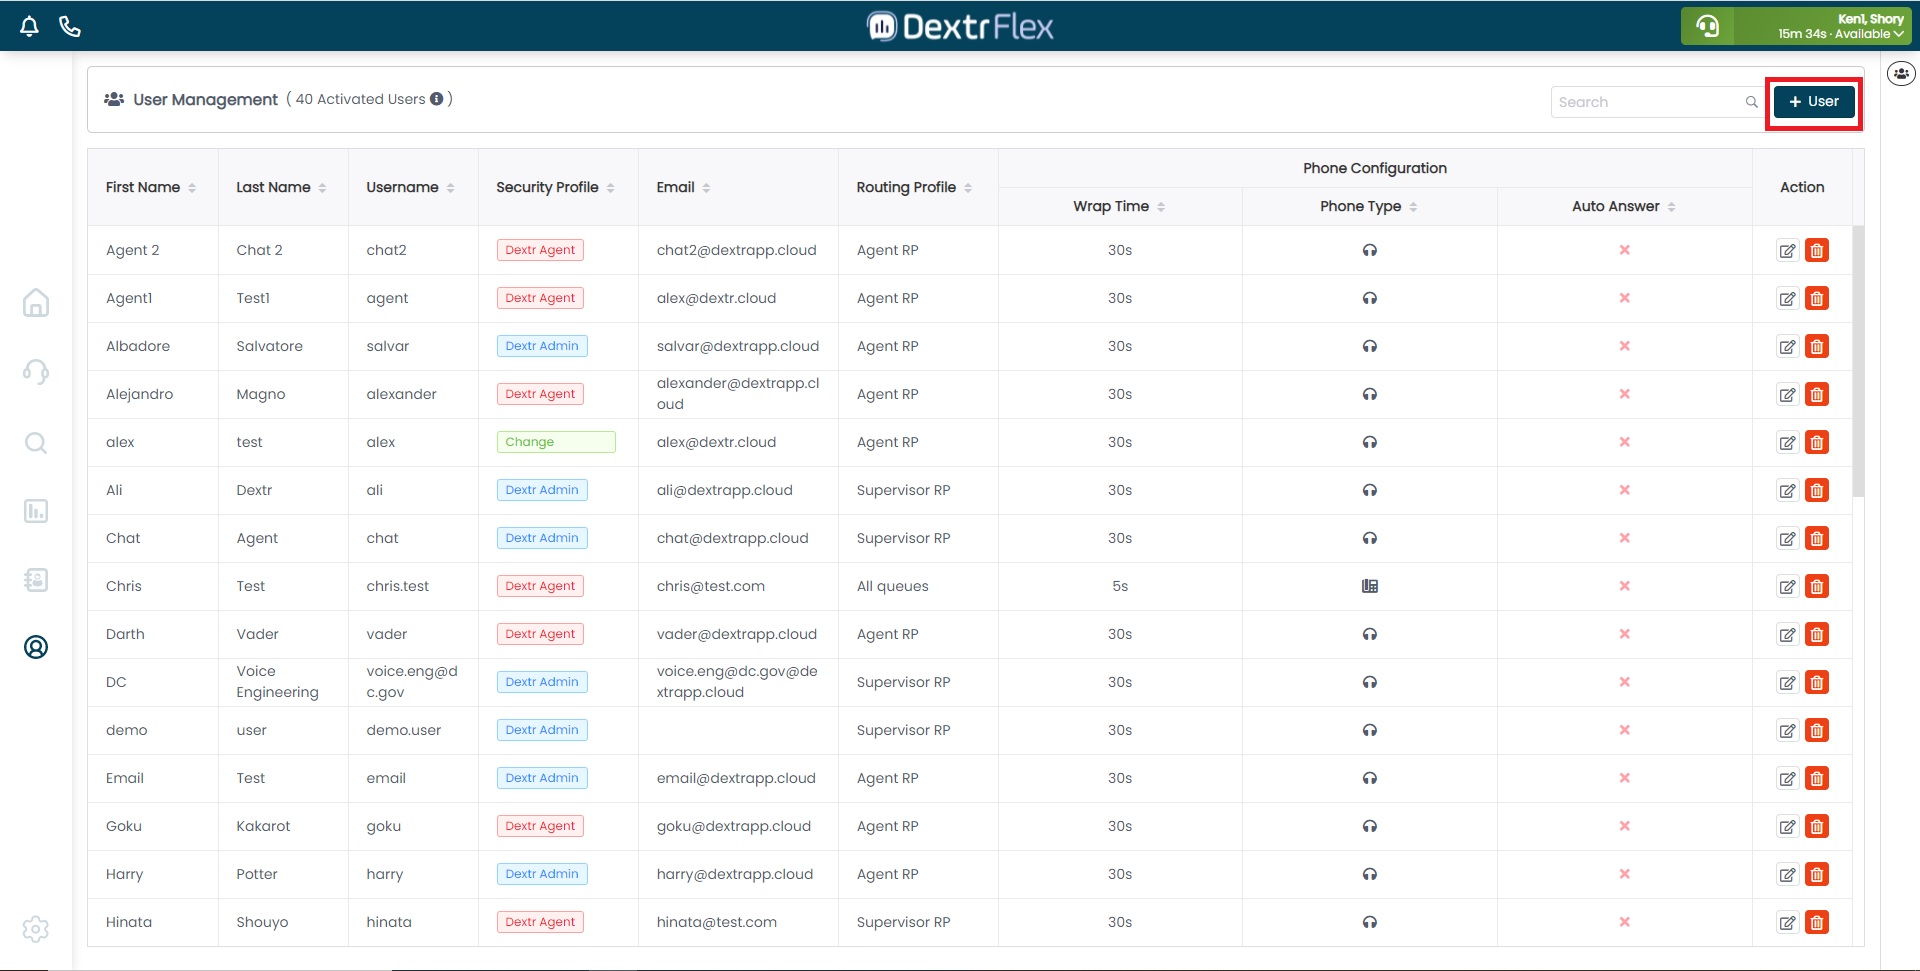 DextrFlex
Ken1, Shory
15m 34s · Available
User Management ( 40 Activated Users )
Search
+ User
First Name Last Name Username Security Profile Email Routing Profile Phone Configuration Action
Wrap Time Phone Type Auto Answer
Agent 2 Chat 2 chat2 Dextr Agent chat2@dextrapp.cloud Agent RP 30s
Agent1 Test1 agent Dextr Agent alex@dextr.cloud Agent RP 30s
Albadore Salvatore salvar Dextr Admin salvar@dextrapp.cloud Agent RP 30s
Alejandro Magno alexander Dextr Agent alexander@dextrapp.cl Agent RP 30s
oud
alex test alex Change alex@dextr.cloud Agent RP 30s
Ali Dextr ali Dextr Admin ali@dextrapp.cloud Supervisor RP 30s
Chat Agent chat Dextr Admin chat@dextrapp.cloud Supervisor RP 30s
Chris Test chris.test Dextr Agent chris@test.com All queues 5s
Darth Vader vader Dextr Agent vader@dextrapp.cloud Agent RP 30s
DC Voice voice.eng@d Dextr Admin voice.eng@dc.gov@de Supervisor RP 30s
Engineering c.gov xtrapp.cloud
demo user demo.user Dextr Admin Supervisor RP 30s
Email Test email Dextr Admin email@dextrapp.cloud Agent RP 30s
Goku Kakarot goku Dextr Agent goku@dextrapp.cloud Agent RP 30s
Harry Potter harry Dextr Admin harry@dextrapp.cloud Agent RP 30s
Hinata Shouyo hinata Dextr Agent hinata@test.com Supervisor RP 30s